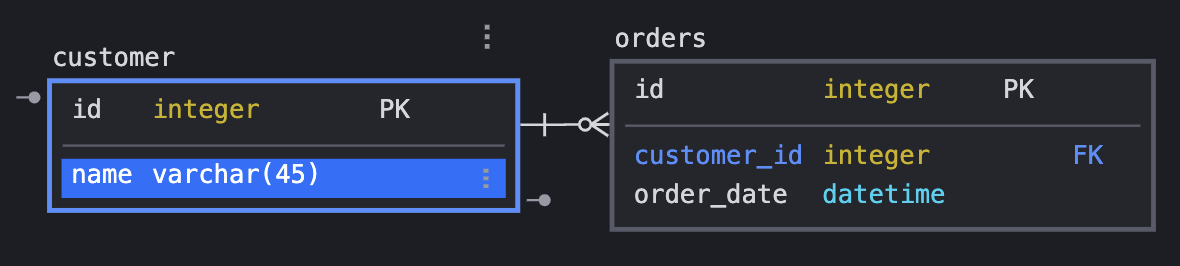 customer
id integer PK
name varchar(45)
orders
id integer PK
customer_id integer FK
order_date datetime